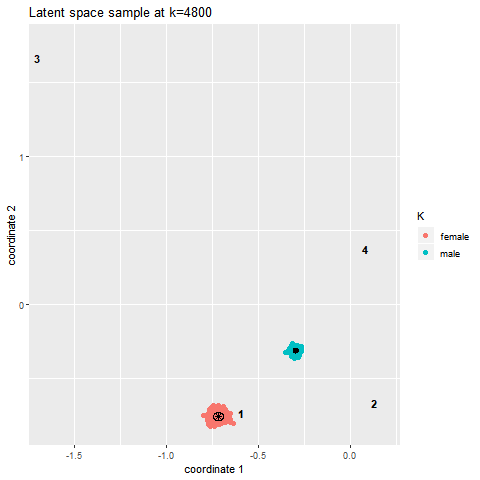 Latent space sample at k=4800
3
1
4
0
1
2
-1.5
-1.0
-0.5
0.0
coordinate 1
coordinate 2
K
female
male